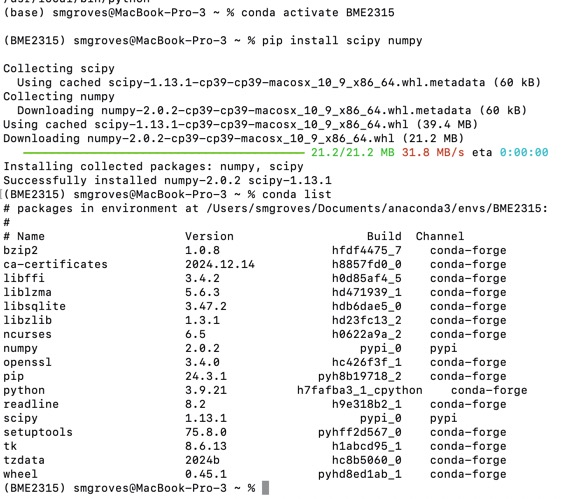 (base) smgroves@MacBook-Pro-3 ~ % conda activate BME2315
(BME2315) smgroves@MacBook-Pro-3 ~ % pip install scipy numpy
Collecting scipy
  Using cached scipy-1.13.1-cp39-cp39-macosx_10_9_x86_64.whl.metadata (60 kB)
Collecting numpy
  Downloading numpy-2.0.2-cp39-cp39-macosx_10_9_x86_64.whl.metadata (60 kB)
Using cached scipy-1.13.1-cp39-cp39-macosx_10_9_x86_64.whl (39.4 MB)
Downloading numpy-2.0.2-cp39-cp39-macosx_10_9_x86_64.whl (21.2 MB)
21.2/21.2 MB 31.8 MB/s eta 0:00:00
Installing collected packages: numpy, scipy
Successfully installed numpy-2.0.2 scipy-1.13.1
(BME2315) smgroves@MacBook-Pro-3 ~ % conda list
# packages in environment at /Users/smgroves/Documents/anaconda3/envs/BME2315:
#
# Name Version Build Channel
bzip2 1.0.8 hfdf4475_7 conda-forge
ca-certificates 2024.12.14 h8857fd0_0 conda-forge
libffi 3.4.2 h0d85af4_5 conda-forge
liblzma 5.6.3 hd471939_1 conda-forge
libsqlite 3.47.2 hdb6dae5_0 conda-forge
libzlib 1.3.1 hd23fc13_2 conda-forge
ncurses 6.5 h0622a9a_2 conda-forge
numpy 2.0.2 pypi_0 pypi
openssl 3.4.0 hc426f3f_1 conda-forge
pip 24.3.1 pyh8b19718_2 conda-forge
python 3.9.21 h7fafba3_1_cpython conda-forge
readline 8.2 h9e318b2_1 conda-forge
scipy 1.13.1 pypi_0 pypi
setuptools 75.8.0 pyhff2d567_0 conda-forge
tk 8.6.13 h1abcd95_1 conda-forge
tzdata 2024b hc8b5060_0 conda-forge
wheel 0.45.1 pyhd8ed1ab_1 conda-forge
(BME2315) smgroves@MacBook-Pro-3 ~ %